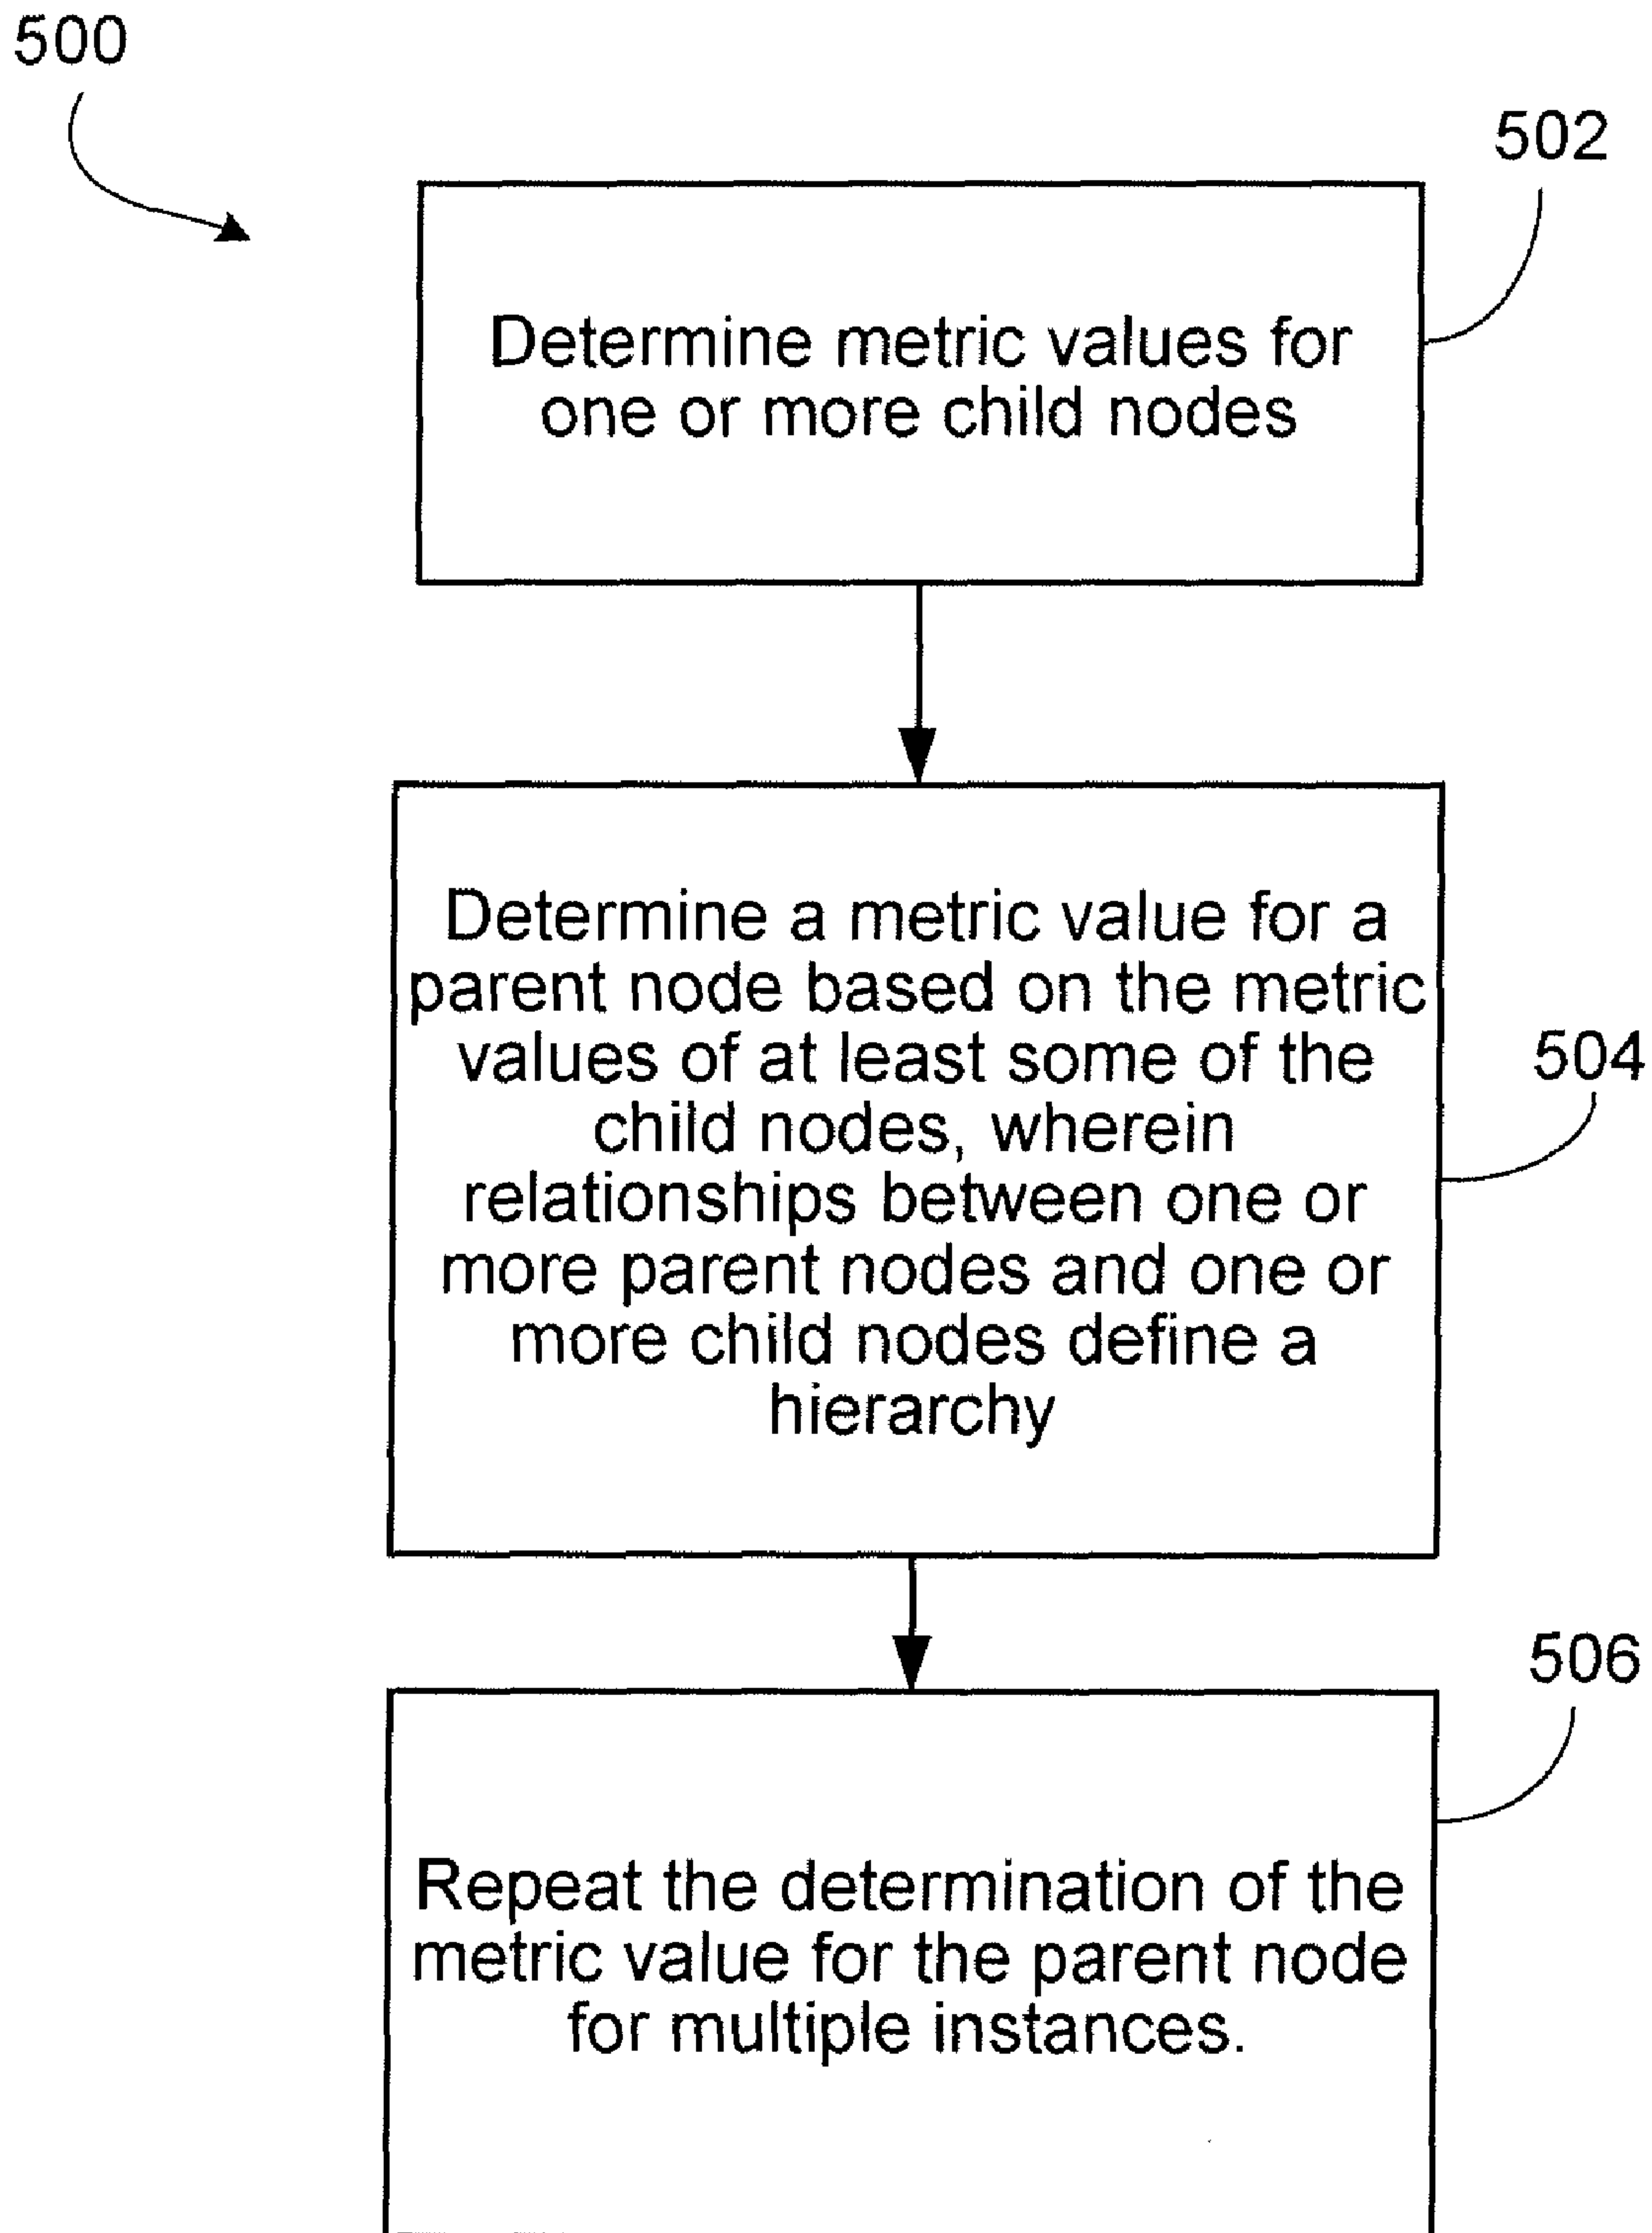 500
502
Determine metric values for
one or more child nodes
Determine a metric value for a
parent node based on the metric
values of at least some of the
child nodes, wherein
relationships between one or
more parent nodes and one or
more child nodes define a
hierarchy
504
506
Repeat the determination of the
metric value for the parent node
for multiple instances.